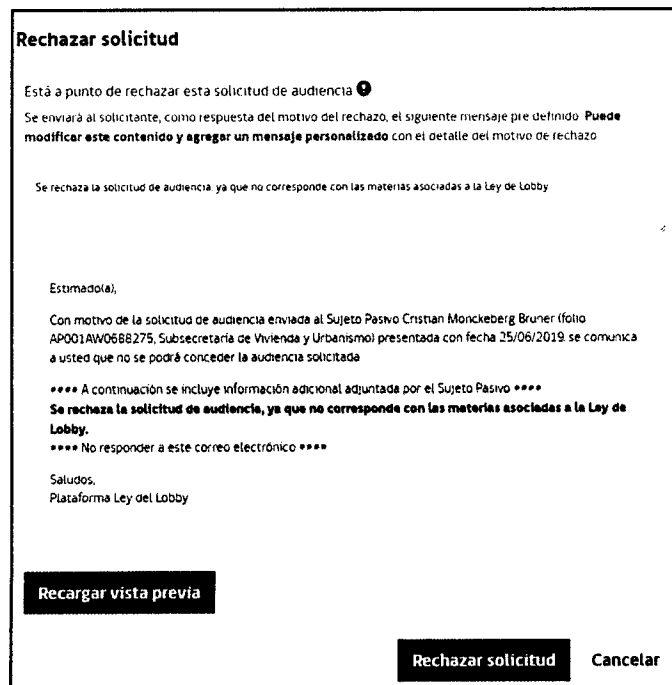 Rechazar solicitud
Está a punto de rechazar esta solicitud de audiencia
Se enviará al solicitante, como respuesta del motivo del rechazo, el siguiente mensaje pre definido Puede
modificar este contenido y agregar un mensaje personalizado con el detalle del motivo de rechazo
Se rechaza la solicitud de audiencia, ya que no corresponde con las materias asociadas a la Ley de Lobby
Estimado(a),
Con motivo de la solicitud de audiencia enviada al Sujeto Pasivo Cristian Monckeberg Bruner (folio
AP001AW0688275, Subsecretaría de Vivienda y Urbanismo) presentada con fecha 25/06/2019, se comunica
a usted que no se podrá conceder la audiencia solicitada
**** A continuación se incluye información adicional adjuntada por el Sujeto Pasivo ****
Se rechaza la solicitud de audiencia, ya que no corresponde con las materias asociadas a la Ley de
Lobby.
**** No responder a este correo electrónico ****
Saludos,
Plataforma Ley del Lobby
Recargar vista previa
Rechazar solicitud Cancelar